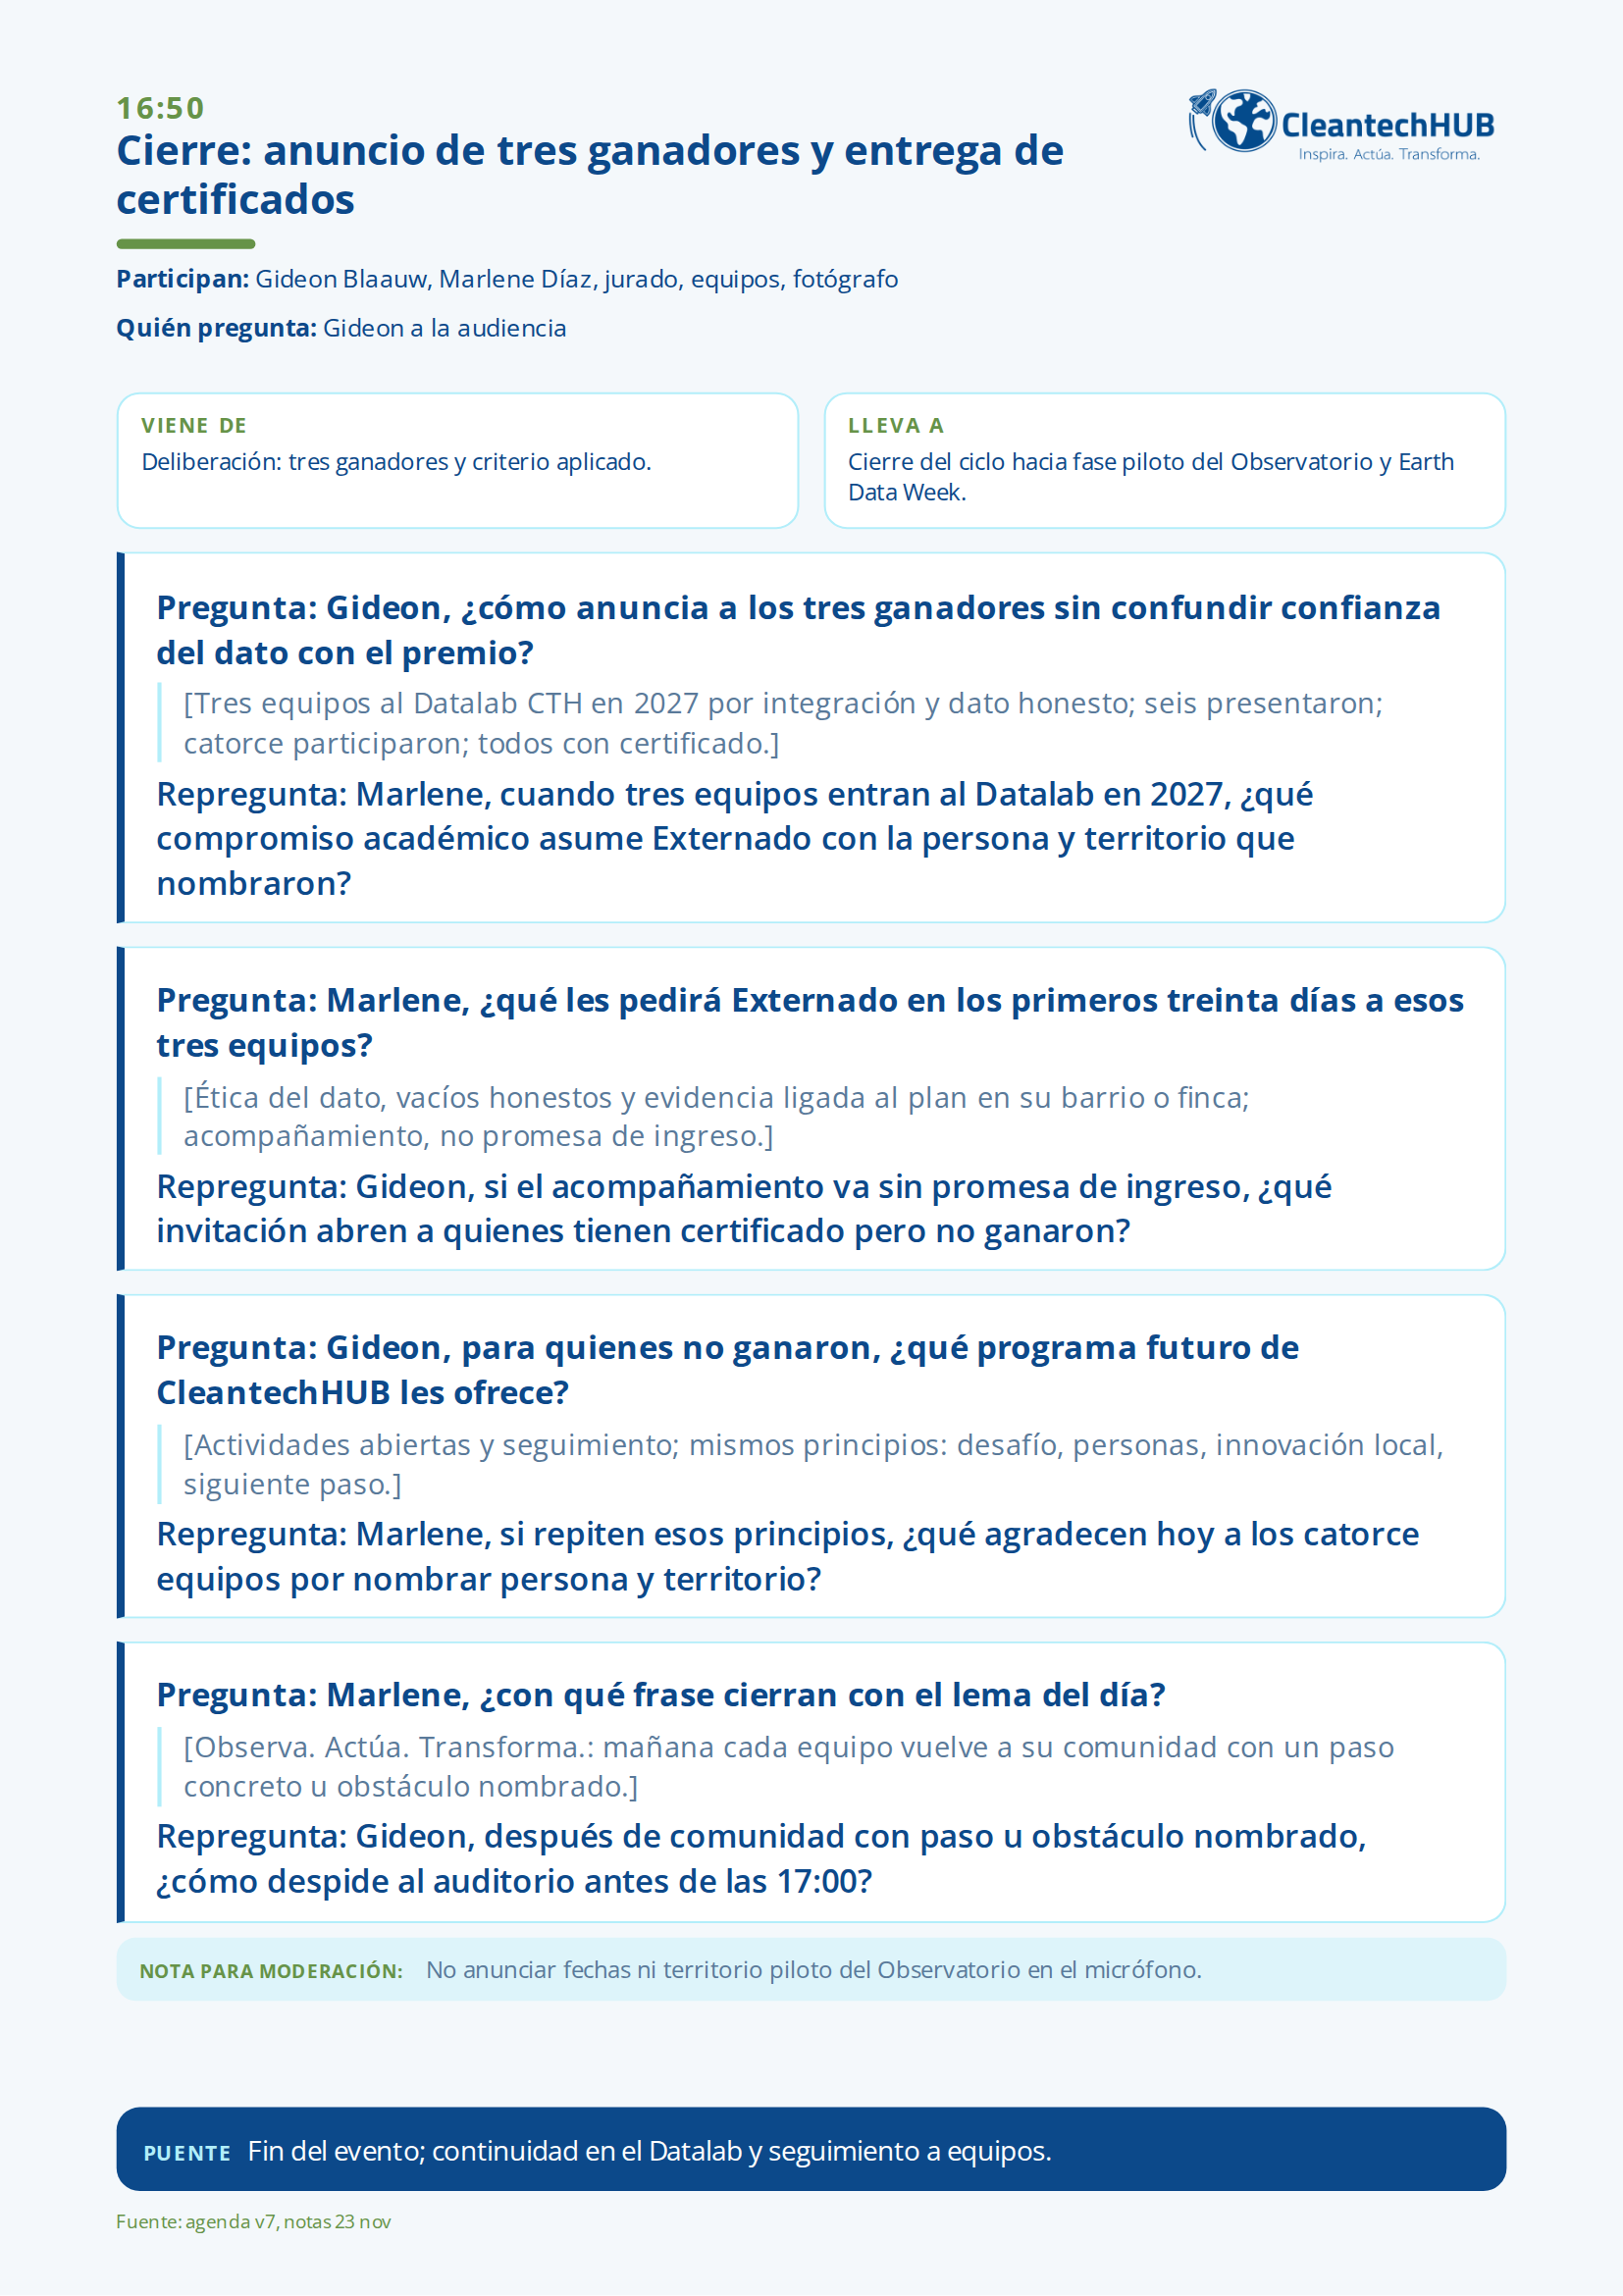 16:50
Cierre: anuncio de tres ganadores y entrega de
certificados
CleantechHUB
Inspira. Actúa. Transforma.
Participan: Gideon Blaauw, Marlene Díaz, jurado, equipos, fotógrafo
Quién pregunta: Gideon a la audiencia
VIENE DE
Deliberación: tres ganadores y criterio aplicado.
LLEVA A
Cierre del ciclo hacia fase piloto del Observatorio y Earth
Data Week.
Pregunta: Gideon, ¿cómo anuncia a los tres ganadores sin confundir confianza
del dato con el premio?
[Tres equipos al Datalab CTH en 2027 por integración y dato honesto; seis presentaron;
catorce participaron; todos con certificado.]
Repregunta: Marlene, cuando tres equipos entran al Datalab en 2027, ¿qué
compromiso académico asume Externado con la persona y territorio que
nombraron?
Pregunta: Marlene, ¿qué les pedirá Externado en los primeros treinta días a esos
tres equipos?
[Ética del dato, vacíos honestos y evidencia ligada al plan en su barrio o finca;
acompañamiento, no promesa de ingreso.]
Repregunta: Gideon, si el acompañamiento va sin promesa de ingreso, ¿qué
invitación abren a quienes tienen certificado pero no ganaron?
Pregunta: Gideon, para quienes no ganaron, ¿qué programa futuro de
CleantechHUB les ofrece?
[Actividades abiertas y seguimiento; mismos principios: desafío, personas, innovación local,
siguiente paso.]
Repregunta: Marlene, si repiten esos principios, ¿qué agradecen hoy a los catorce
equipos por nombrar persona y territorio?
Pregunta: Marlene, ¿con qué frase cierran con el lema del día?
[Observa. Actúa. Transforma.: mañana cada equipo vuelve a su comunidad con un paso
concreto u obstáculo nombrado.]
Repregunta: Gideon, después de comunidad con paso u obstáculo nombrado,
¿cómo despide al auditorio antes de las 17:00?
NOTA PARA MODERACIÓN: No anunciar fechas ni territorio piloto del Observatorio en el micrófono.
PUENTE Fin del evento; continuidad en el Datalab y seguimiento a equipos.
Fuente: agenda v7, notas 23 nov